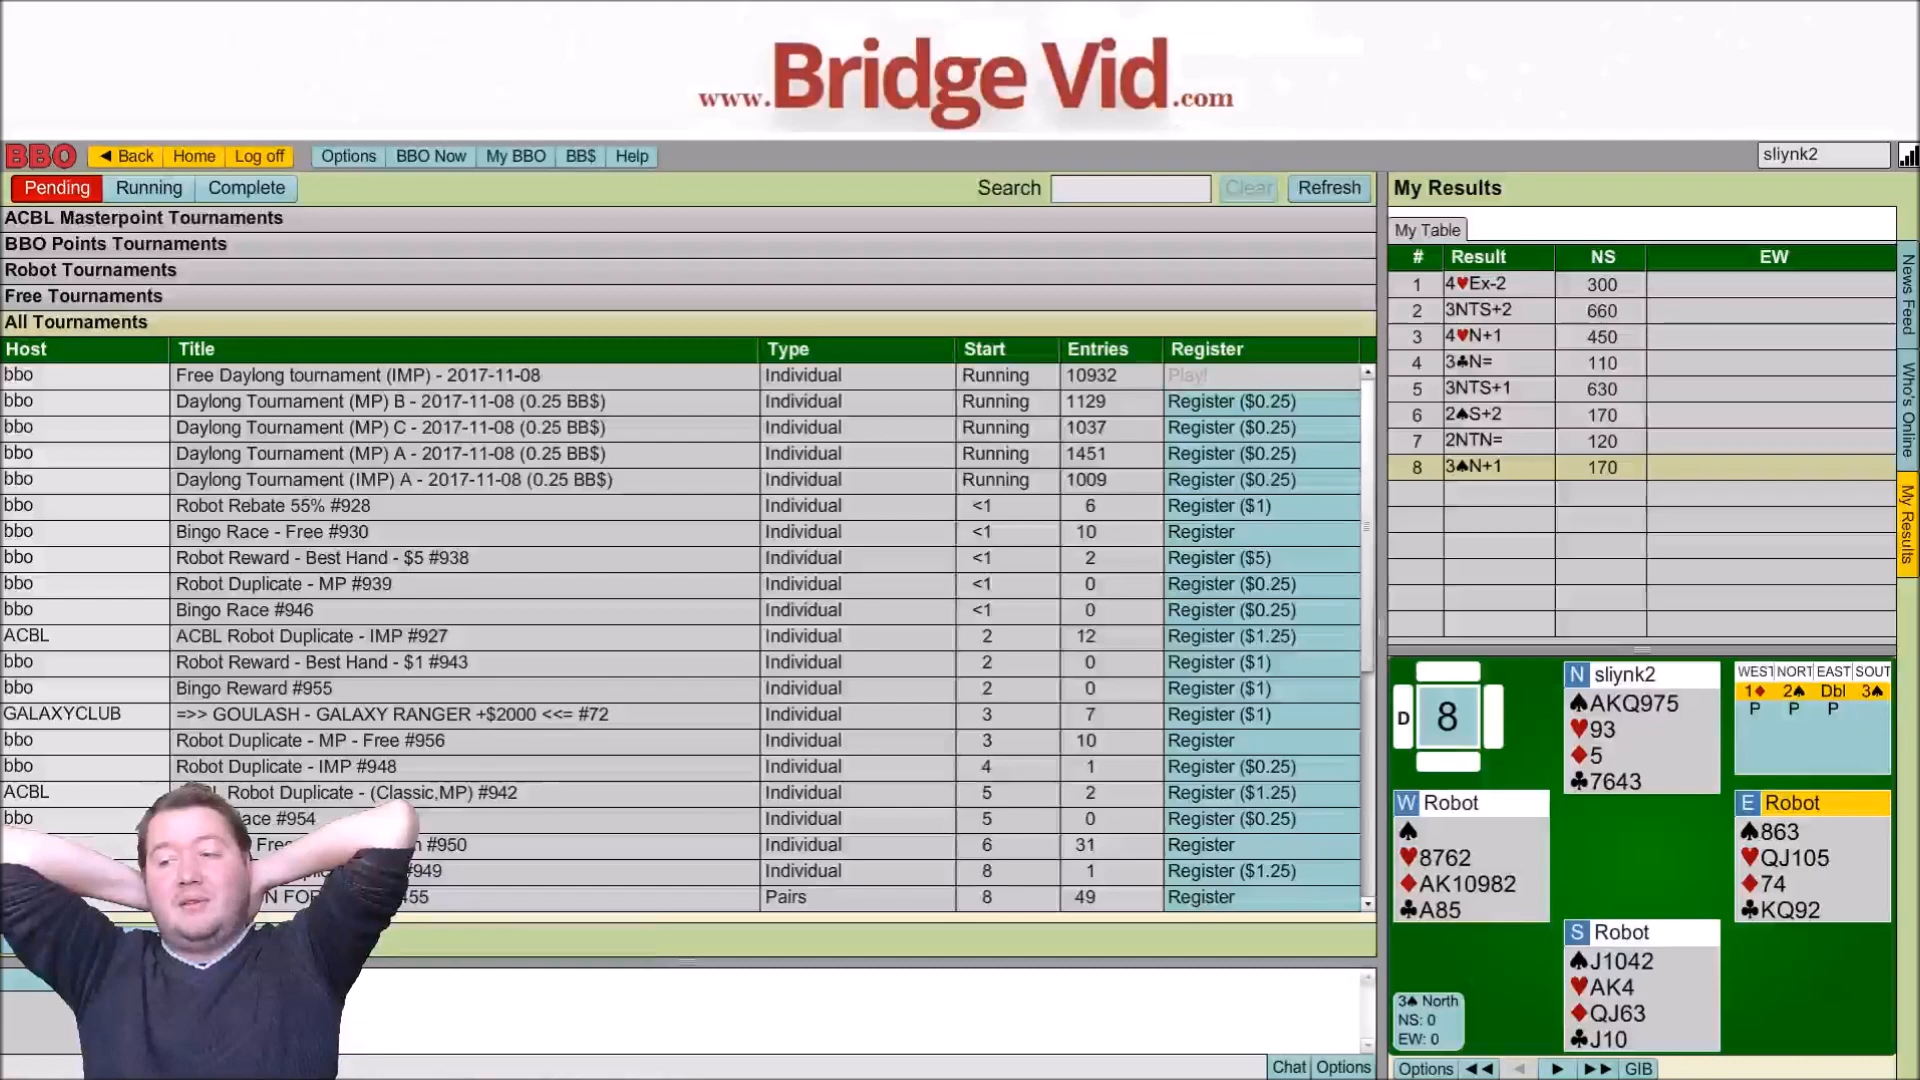 www.Bridge Vid.com
BBO ◄ Back Home Log off Options BBO Now My BBO BB$ Help sliynk2
Pending Running Complete Search Clear Refresh
ACBL Masterpoint Tournaments
BBO Points Tournaments
Robot Tournaments
Free Tournaments
All Tournaments
Host Title Type Start Entries Register
bbo Free Daylong tournament (IMP) - 2017-11-08 Individual Running 10932 Play!
bbo Daylong Tournament (MP) B - 2017-11-08 (0.25 BB$) Individual Running 1129 Register ($0.25)
bbo Daylong Tournament (MP) C - 2017-11-08 (0.25 BB$) Individual Running 1037 Register ($0.25)
bbo Daylong Tournament (MP) A - 2017-11-08 (0.25 BB$) Individual Running 1451 Register ($0.25)
bbo Daylong Tournament (IMP) A - 2017-11-08 (0.25 BB$) Individual Running 1009 Register ($0.25)
bbo Robot Rebate 55% #928 Individual <1 6 Register ($1)
bbo Bingo Race - Free #930 Individual <1 10 Register
bbo Robot Reward - Best Hand - $5 #938 Individual <1 2 Register ($5)
bbo Robot Duplicate - MP #939 Individual <1 0 Register ($0.25)
bbo Bingo Race #946 Individual <1 0 Register ($0.25)
ACBL ACBL Robot Duplicate - IMP #927 Individual 2 12 Register ($1.25)
bbo Robot Reward - Best Hand - $1 #943 Individual 2 0 Register ($1)
bbo Bingo Reward #955 Individual 2 0 Register ($1)
GALAXYCLUB =>> GOULASH - GALAXY RANGER +$2000 <<= #72 Individual 3 7 Register ($1)
bbo Robot Duplicate - MP - Free #956 Individual 3 10 Register
bbo Robot Duplicate - IMP #948 Individual 4 1 Register ($0.25)
ACBL Robot Duplicate - (Classic,MP) #942 Individual 5 2 Register ($1.25)
bbo #954 Individual 5 0 Register ($0.25)
#950 Individual 6 31 Register
#949 Individual 8 1 Register ($1.25)
Pairs 8 49 Register
Chat Options
My Results
My Table
# Result NS EW
1 4♥Ex-2 300
2 3NTS+2 660
3 4♥N+1 450
4 3♣N= 110
5 3NTS+1 630
6 2♠S+2 170
7 2NTN= 120
8 3♠N+1 170
News Feed
Who's Online
My Results
D 8
N sliynk2
♠AKQ975
♥93
♦5
♣7643
WEST NORT EAST SOUT
1♦ 2♠ Dbl 3♠
P P P
W Robot
♠
♥8762
♦AK10982
♣A85
E Robot
♠863
♥QJ105
♦74
♣KQ92
S Robot
♠J1042
♥AK4
♦QJ63
♣J10
3♠ North
NS: 0
EW: 0
Options ◄◄ ◄ ► ►► GIB